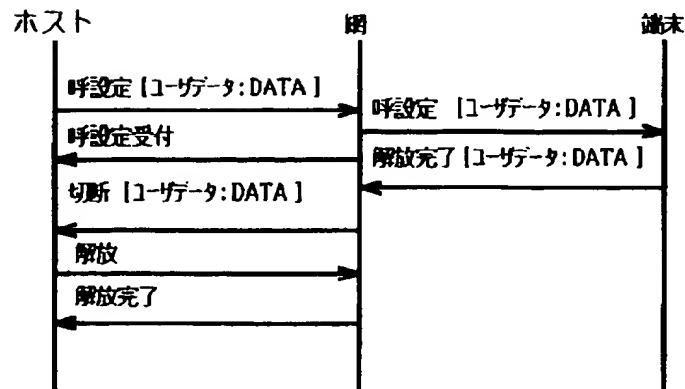 ホスト 網 端末
呼設定 [ユーザデータ:DATA]
呼設定 [ユーザデータ:DATA]
呼設定受付
解放完了 [ユーザデータ:DATA]
切断 [ユーザデータ:DATA]
解放
解放完了